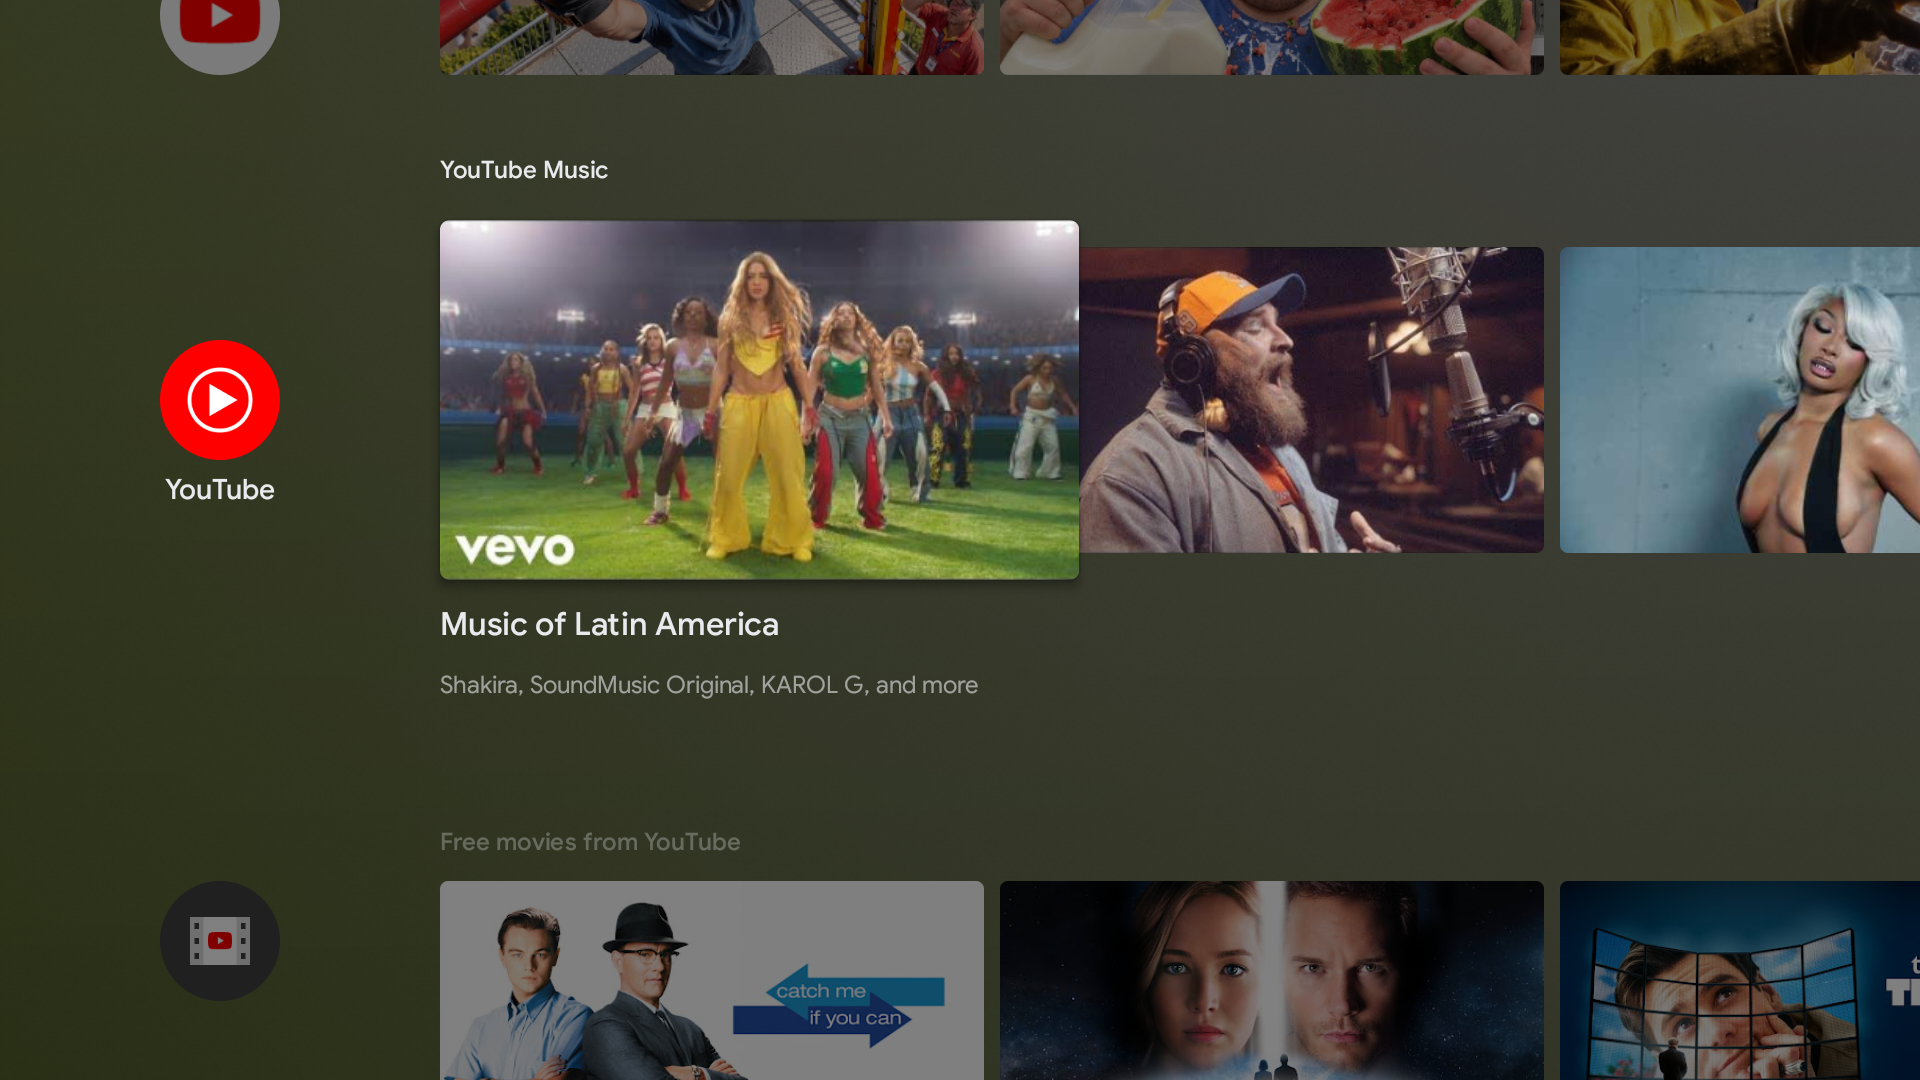 YouTube Music
vevo
YouTube
Music of Latin America
Shakira, SoundMusic Original, KAROL G, and more
Free movies from YouTube
catch me
if you can